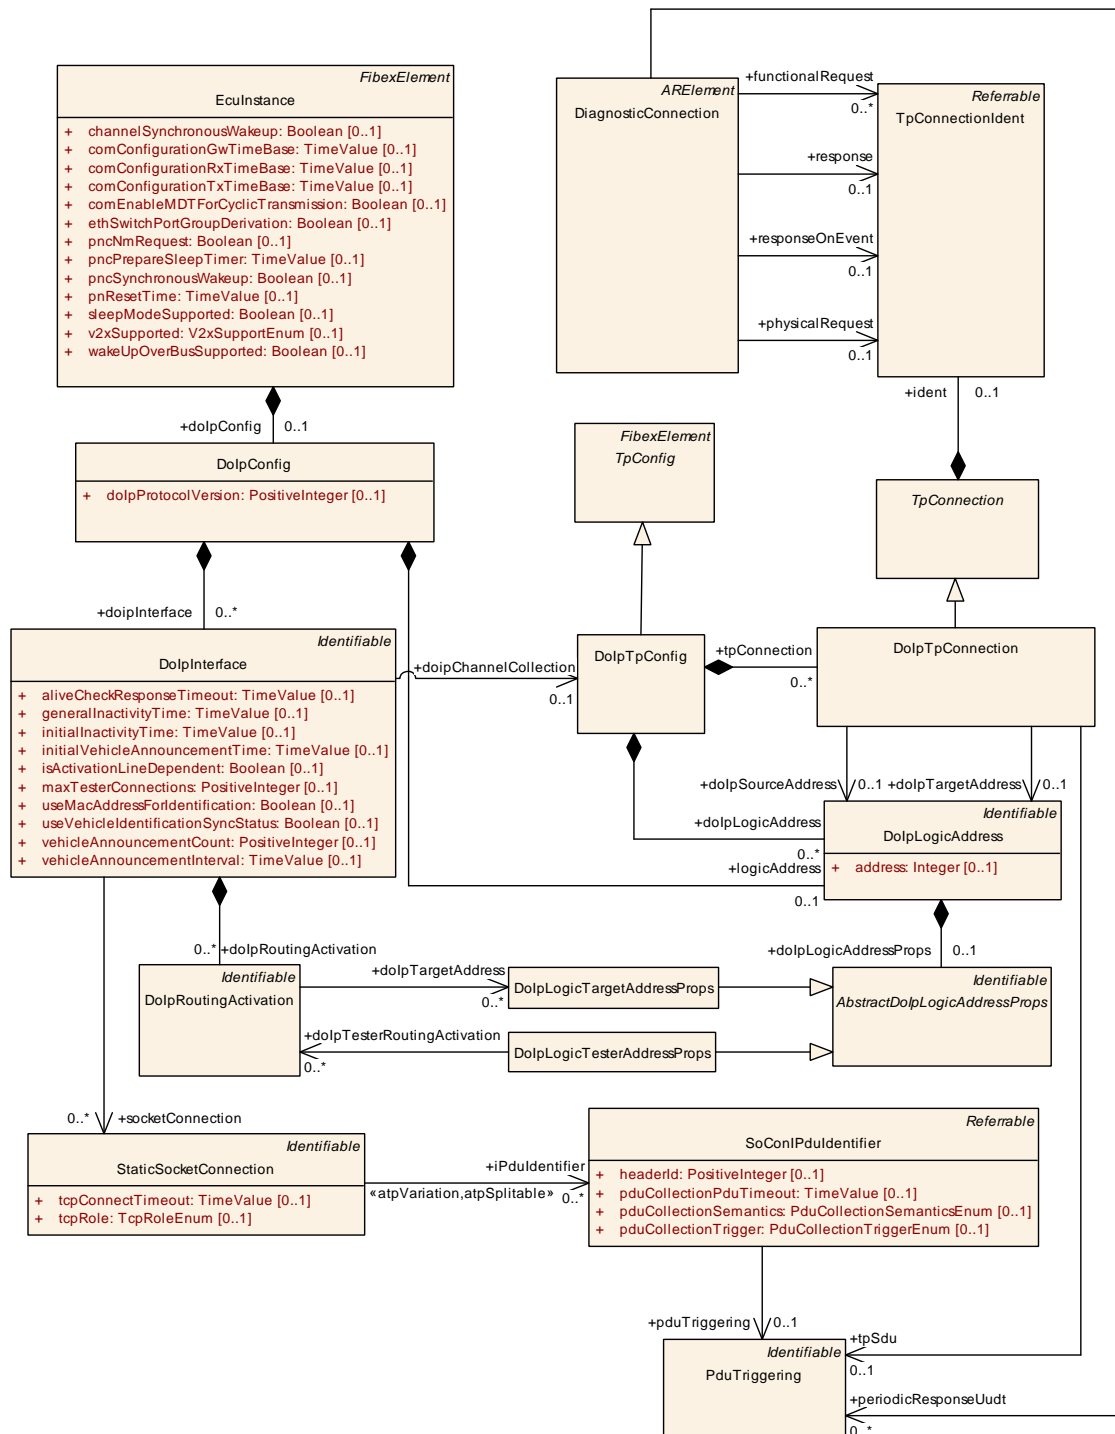 FibexElement
EcuInstance
+ channelSynchronousWakeup: Boolean [0..1]
+ comConfigurationGwTimeBase: TimeValue [0..1]
+ comConfigurationRxTimeBase: TimeValue [0..1]
+ comConfigurationTxTimeBase: TimeValue [0..1]
+ comEnableMDTForCyclicTransmission: Boolean [0..1]
+ ethSwitchPortGroupDerivation: Boolean [0..1]
+ pncNmRequest: Boolean [0..1]
+ pncPrepareSleepTimer: TimeValue [0..1]
+ pncSynchronousWakeup: Boolean [0..1]
+ pnResetTime: TimeValue [0..1]
+ sleepModeSupported: Boolean [0..1]
+ v2xSupported: V2xSupportEnum [0..1]
+ wakeUpOverBusSupported: Boolean [0..1]
ARElement
DiagnosticConnection
+functionalRequest
0..*
+response
0..1
+responseOnEvent
0..1
+physicalRequest
0..1
Referrable
TpConnectionIdent
+ident 0..1
+doIpConfig 0..1
DoIpConfig
+ doIpProtocolVersion: PositiveInteger [0..1]
FibexElement
TpConfig
TpConnection
+doipInterface 0..*
Identifiable
DoIpInterface
+ aliveCheckResponseTimeout: TimeValue [0..1]
+ generalInactivityTime: TimeValue [0..1]
+ initialInactivityTime: TimeValue [0..1]
+ initialVehicleAnnouncementTime: TimeValue [0..1]
+ isActivationLineDependent: Boolean [0..1]
+ maxTesterConnections: PositiveInteger [0..1]
+ useMacAddressForIdentification: Boolean [0..1]
+ useVehicleIdentificationSyncStatus: Boolean [0..1]
+ vehicleAnnouncementCount: PositiveInteger [0..1]
+ vehicleAnnouncementInterval: TimeValue [0..1]
+doipChannelCollection
0..1
DoIpTpConfig
+tpConnection
0..*
DoIpTpConnection
+doIpSourceAddress 0..1
+doIpTargetAddress 0..1
+doIpLogicAddress
0..*
+logicAddress
0..1
Identifiable
DoIpLogicAddress
+ address: Integer [0..1]
0..* +doIpRoutingActivation
+doIpLogicAddressProps 0..1
Identifiable
DoIpRoutingActivation
+doIpTargetAddress
0..*
DoIpLogicTargetAddressProps
Identifiable
AbstractDoIpLogicAddressProps
+doIpTesterRoutingActivation
0..*
DoIpLogicTesterAddressProps
0..* +socketConnection
Identifiable
StaticSocketConnection
+ tcpConnectTimeout: TimeValue [0..1]
+ tcpRole: TcpRoleEnum [0..1]
+iPduIdentifier
«atpVariation,atpSplitable» 0..*
Referrable
SoConIPduIdentifier
+ headerId: PositiveInteger [0..1]
+ pduCollectionPduTimeout: TimeValue [0..1]
+ pduCollectionSemantics: PduCollectionSemanticsEnum [0..1]
+ pduCollectionTrigger: PduCollectionTriggerEnum [0..1]
+pduTriggering 0..1
Identifiable
PduTriggering
+tpSdu
0..1
+periodicResponseUudt
0..*